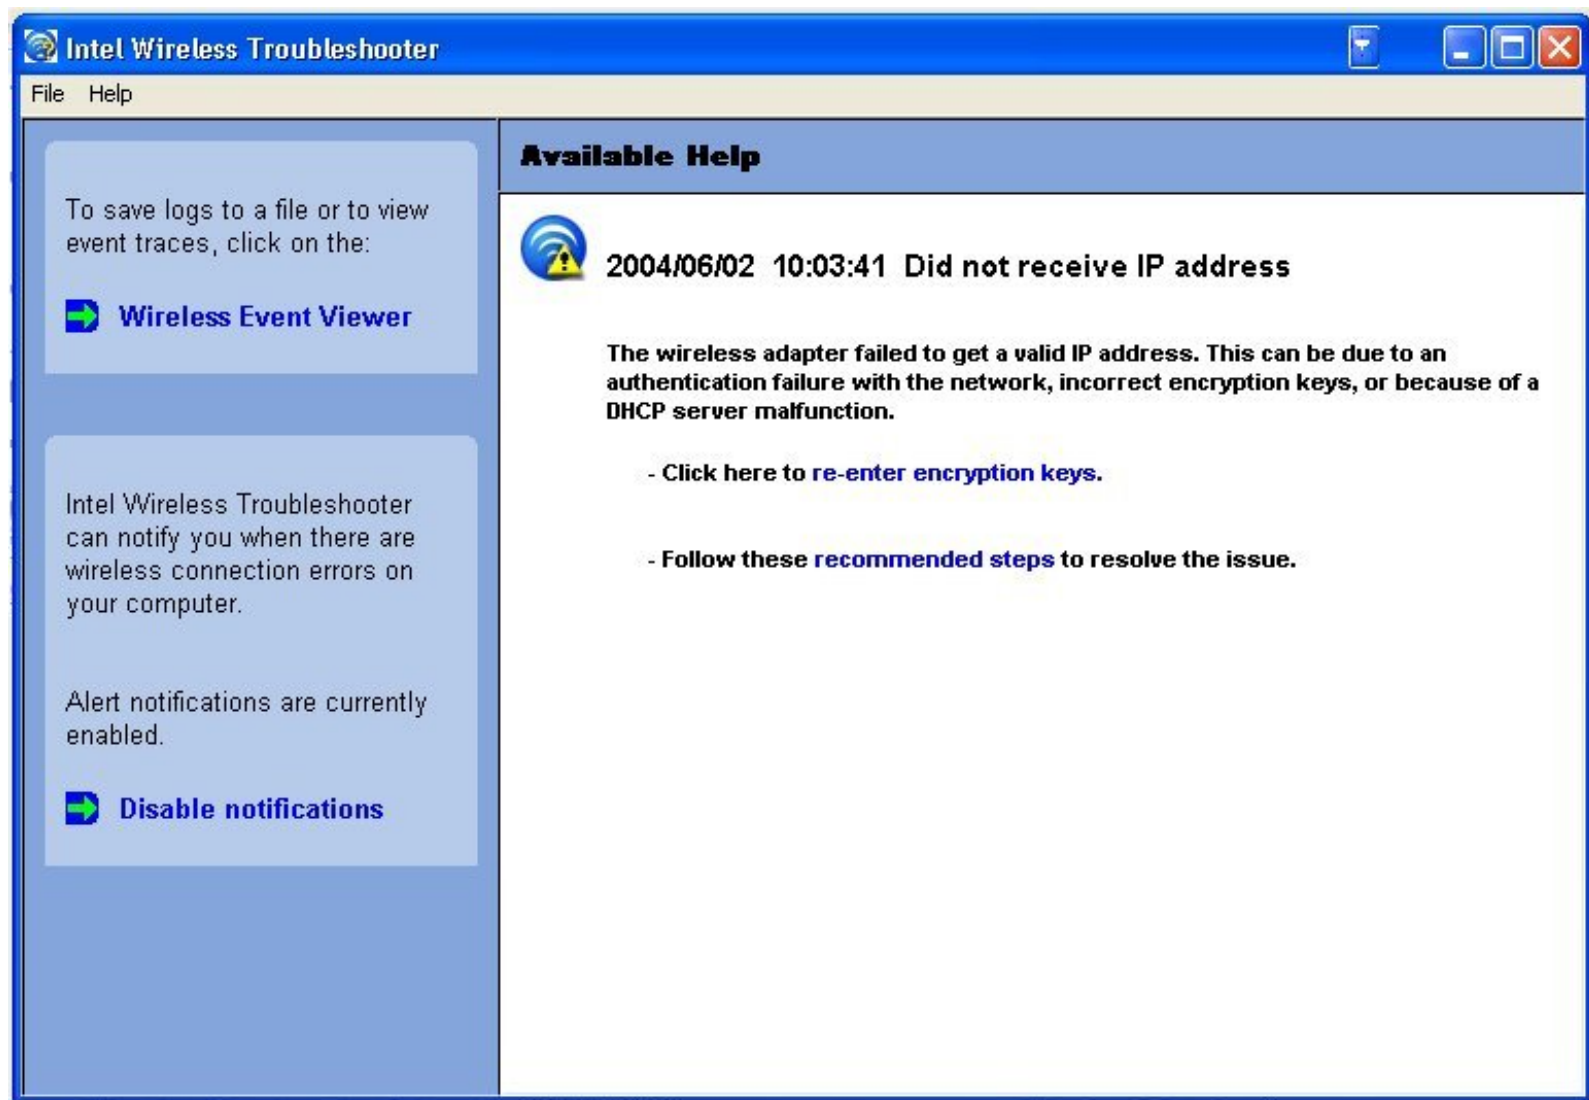 Intel Wireless Troubleshooter
File Help
To save logs to a file or to view
event traces, click on the:
Wireless Event Viewer
Intel Wireless Troubleshooter
can notify you when there are
wireless connection errors on
your computer.
Alert notifications are currently
enabled.
Disable notifications
Available Help
2004/06/02 10:03:41 Did not receive IP address
The wireless adapter failed to get a valid IP address. This can be due to an
authentication failure with the network, incorrect encryption keys, or because of a
DHCP server malfunction.
- Click here to re-enter encryption keys.
- Follow these recommended steps to resolve the issue.